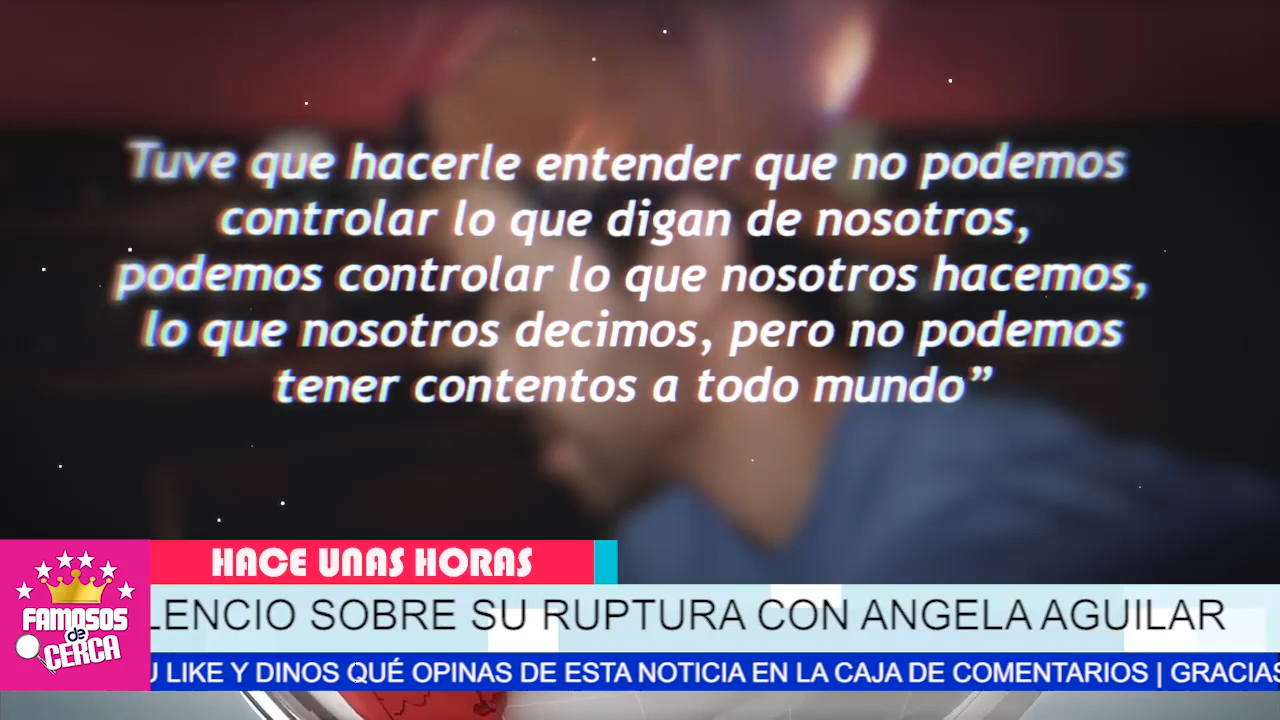 Tuve que hacerle entender que no podemos
controlar lo que digan de nosotros,
podemos controlar lo que nosotros hacemos,
lo que nosotros decimos, pero no podemos
tener contentos a todo mundo”
HACE UNAS HORAS
FAMOSOS
de
CERCA
LENCIO SOBRE SU RUPTURA CON ANGELA AGUILAR
U LIKE Y DINOS QUÉ OPINAS DE ESTA NOTICIA EN LA CAJA DE COMENTARIOS | GRACIAS